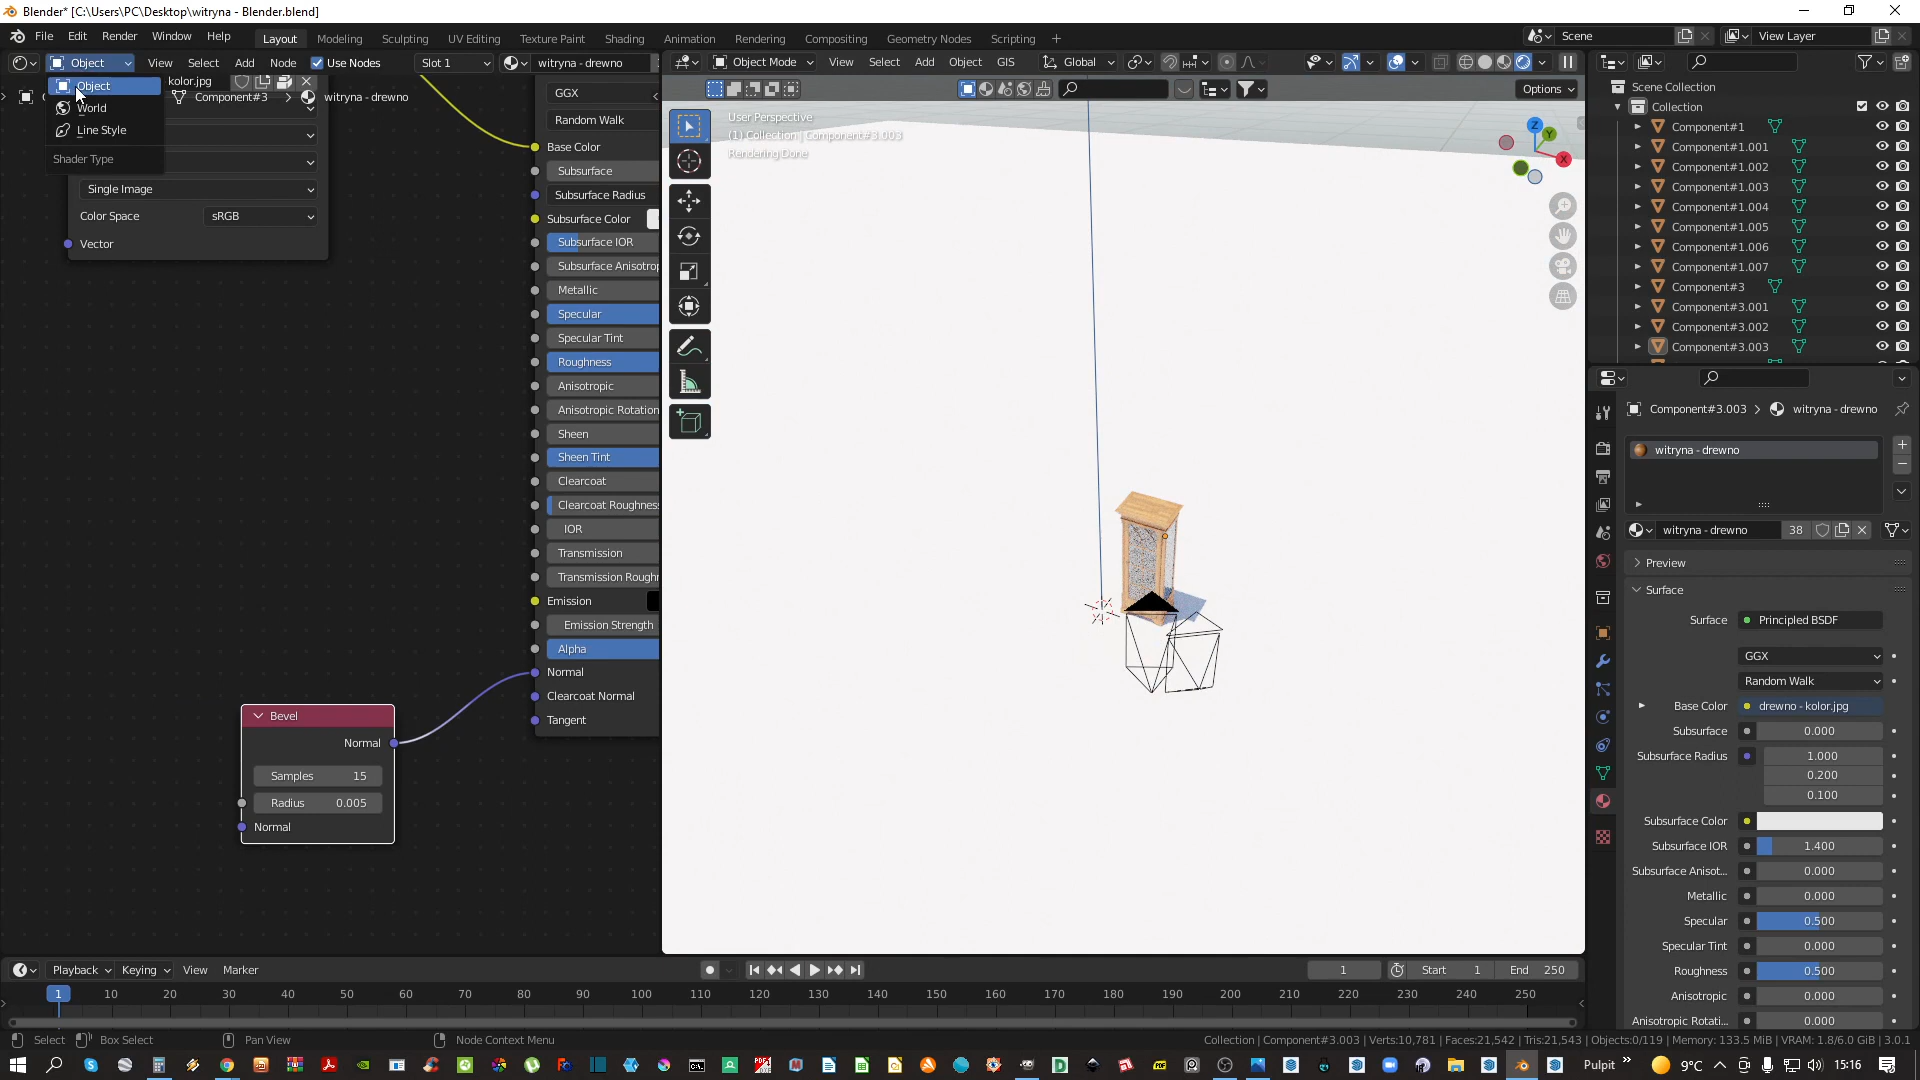 Blender* [C:\Users\PC\Desktop\witryna - Blender.blend]
File Edit Render Window Help
Layout Modeling Sculpting UV Editing Texture Paint Shading Animation Rendering Compositing Geometry Nodes Scripting
Scene
View Layer
Object View Select Add Node Use Nodes Slot 1 witryna - drewno
Object
World
Line Style
Shader Type
kolor.jpg
Component#3 > witryna - drewno
Single Image
Color Space sRGB
Vector
GGX
Random Walk
Base Color
Subsurface
Subsurface Radius
Subsurface Color
Subsurface IOR
Subsurface Anisotrop
Metallic
Specular
Specular Tint
Roughness
Anisotropic
Anisotropic Rotation
Sheen
Sheen Tint
Clearcoat
Clearcoat Roughness
IOR
Transmission
Transmission Roughn
Emission
Emission Strength
Alpha
Normal
Clearcoat Normal
Tangent
Bevel
Normal
Samples 15
Radius 0.005
Normal
Object Mode View Select Add Object GIS Global
Options
User Perspective
(1) Collection | Component#3.003
Rendering Done
Z
Y
X
Scene Collection
Collection
Component#1
Component#1.001
Component#1.002
Component#1.003
Component#1.004
Component#1.005
Component#1.006
Component#1.007
Component#3
Component#3.001
Component#3.002
Component#3.003
Component#3.003 > witryna - drewno
witryna - drewno
witryna - drewno 38
Preview
Surface
Surface Principled BSDF
GGX
Random Walk
Base Color drewno - kolor.jpg
Subsurface 0.000
Subsurface Radius 1.000
0.200
0.100
Subsurface Color
Subsurface IOR 1.400
Subsurface Anisot... 0.000
Metallic 0.000
Specular 0.500
Specular Tint 0.000
Roughness 0.500
Anisotropic 0.000
Anisotropic Rotati... 0.000
Playback Keying View Marker
1 Start 1 End 250
1 10 20 30 40 50 60 70 80 90 100 110 120 130 140 150 160 170 180 190 200 210 220 230 240 250
Select Box Select Pan View Node Context Menu
Collection | Component#3.003 | Verts:10,781 | Faces:21,542 | Tris:21,543 | Objects:0/119 | Memory: 133.5 MiB | VRAM: 1.8/6.0 GiB | 3.0.1
Pulpit 9°C 15:16